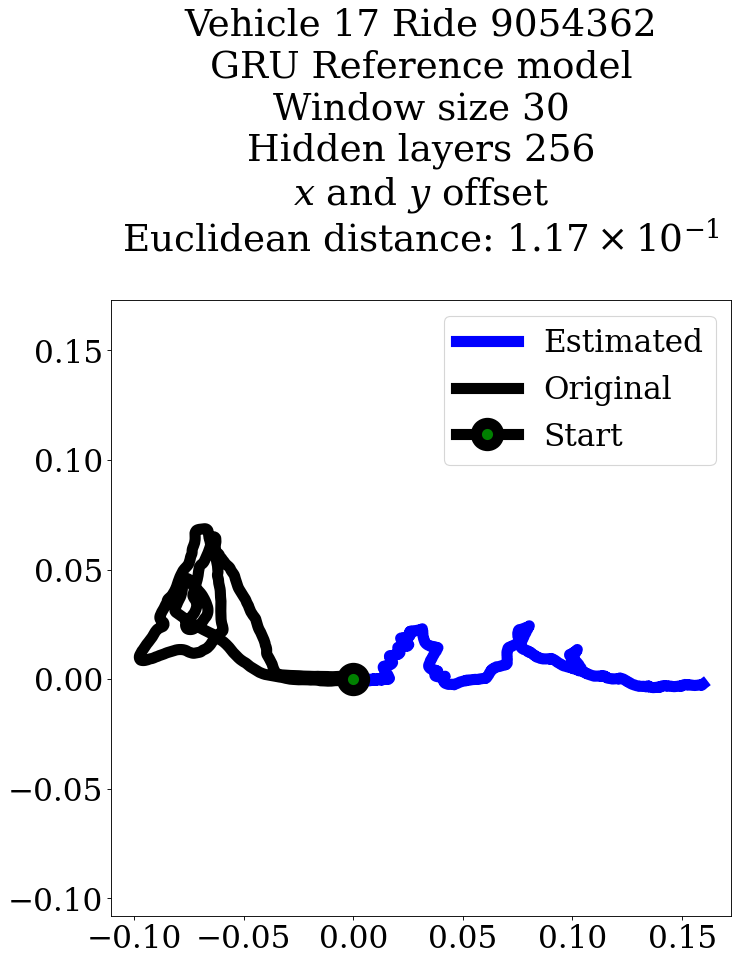 Vehicle 17 Ride 9054362
GRU Reference model
Window size 30
Hidden layers 256
x and y offset
Euclidean distance: 1.17 × 10⁻¹
Estimated
Original
Start
0.15
0.10
0.05
0.00
−0.05
−0.10
−0.10 −0.05 0.00 0.05 0.10 0.15